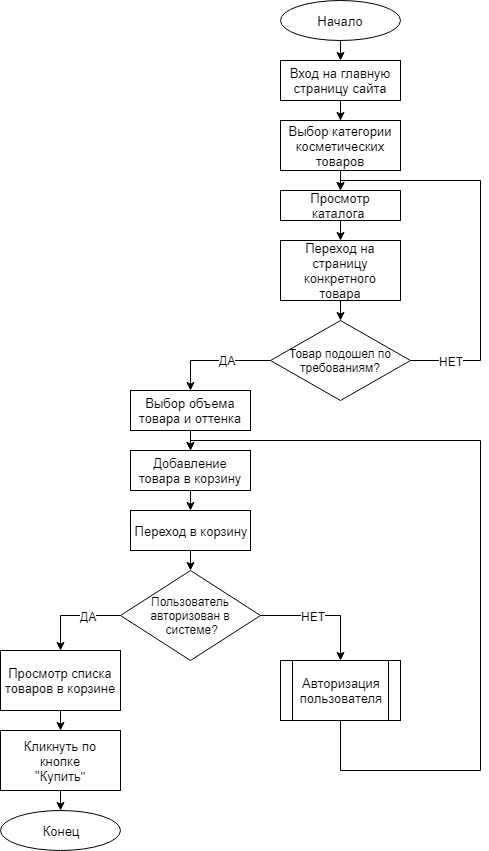 Начало
Вход на главную
страницу сайта
Выбор категории
косметических
товаров
Просмотр
каталога
Переход на
страницу
конкретного
товара
Товар подошел по
требованиям?
ДА
НЕТ
Выбор объема
товара и оттенка
Добавление
товара в корзину
Переход в корзину
Пользователь
авторизован в
системе?
ДА
НЕТ
Просмотр списка
товаров в корзине
Авторизация
пользователя
Кликнуть по
кнопке
"Купить"
Конец